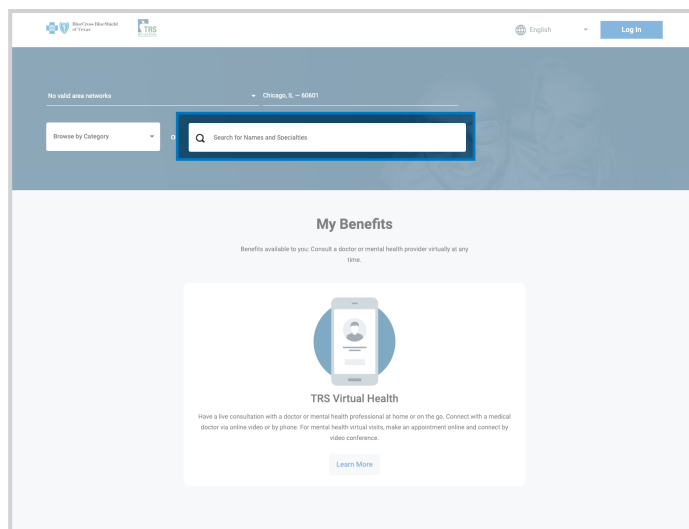 BlueCross BlueShield
of Texas
TRS
English
Log In
No valid area networks
Chicago, IL — 60601
Browse by Category
Search for Names and Specialties
My Benefits
Benefits available to you: Consult a doctor or mental health provider virtually at any
time.
TRS Virtual Health
Have a live consultation with a doctor or mental health professional at home or on the go. Connect with a medical
doctor via online video or by phone. For mental health virtual visits, make an appointment online and connect by
video conference.
Learn More